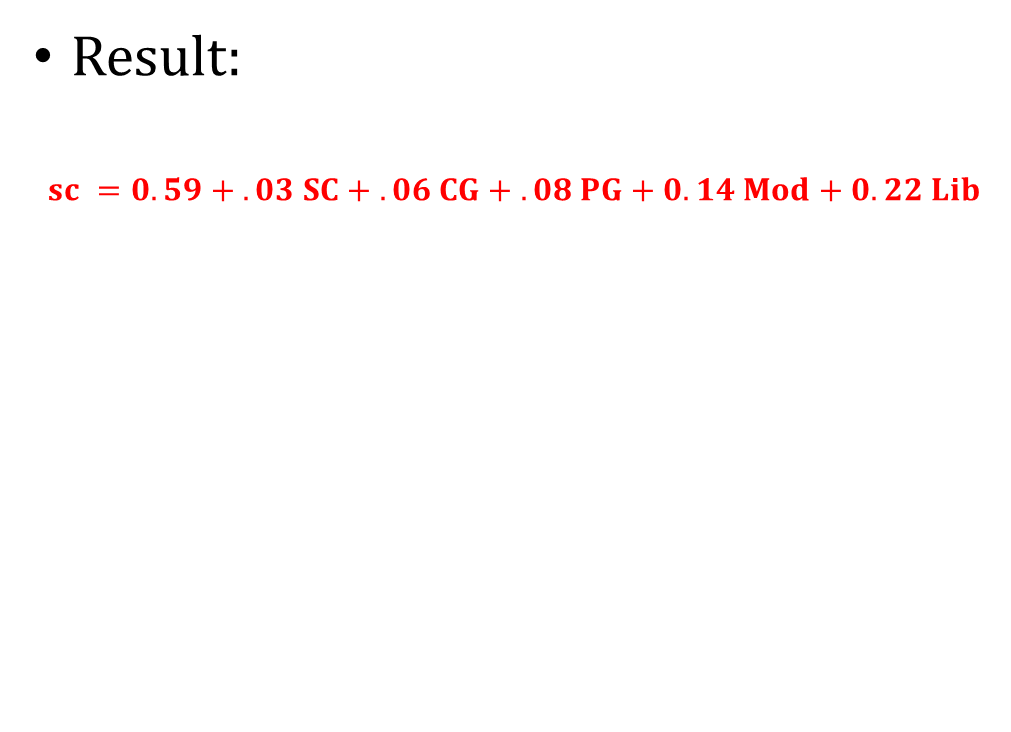 • Result:
sc = 0.59 + .03 SC + .06 CG + .08 PG + 0.14 Mod + 0.22 Lib